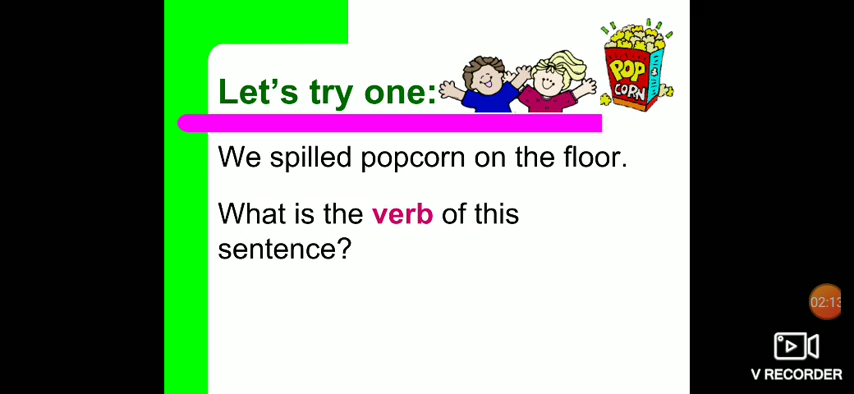 Let's try one:
POP
CORN
We spilled popcorn on the floor.
What is the verb of this
sentence?
02:13
V RECORDER